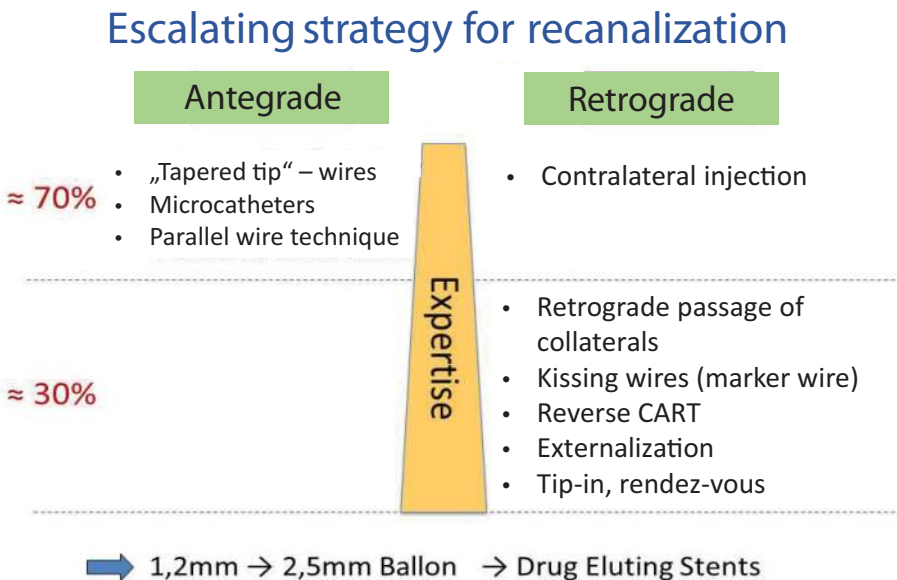 Escalating strategy for recanalization
Antegrade
Retrograde
≈ 70%
• „Tapered tip“ – wires
• Microcatheters
• Parallel wire technique
• Contralateral injection
Expertise
≈ 30%
• Retrograde passage of
collaterals
• Kissing wires (marker wire)
• Reverse CART
• Externalization
• Tip-in, rendez-vous
1,2mm → 2,5mm Ballon → Drug Eluting Stents